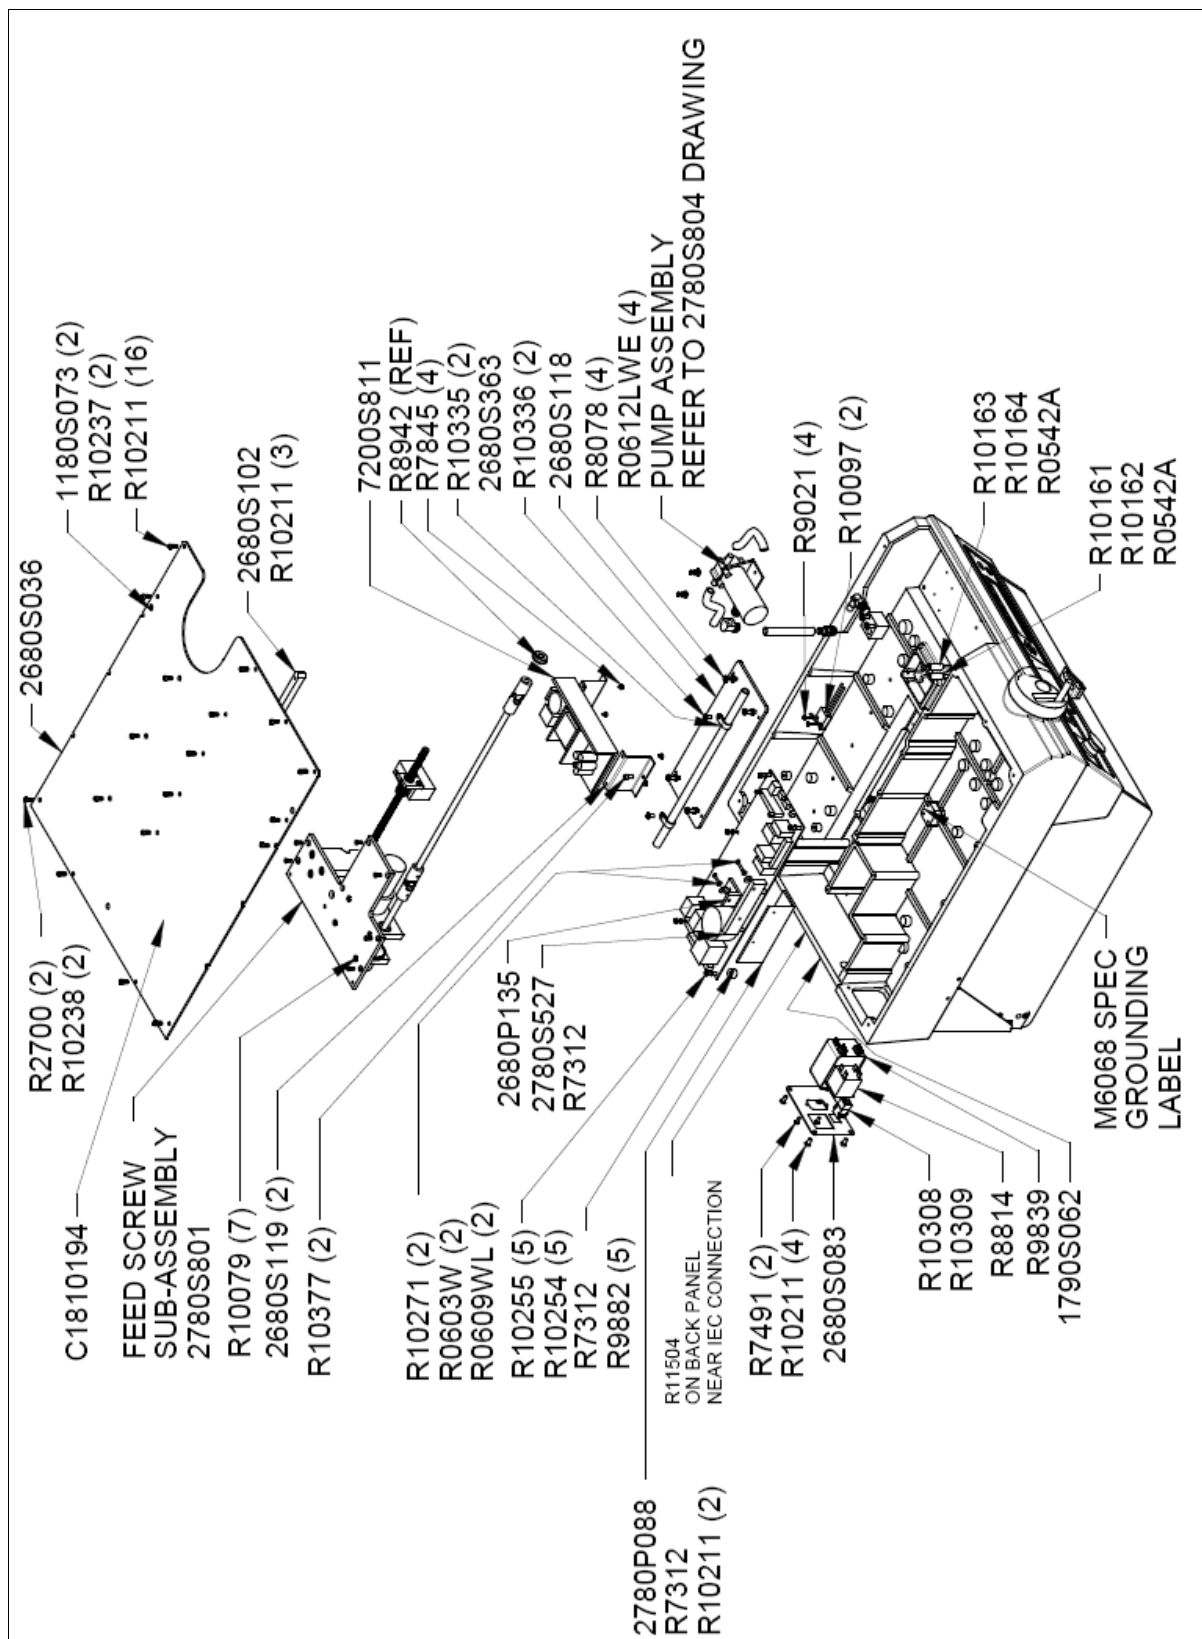 2680S036
1180S073 (2)
R10237 (2)
R10211 (16)
2680S102
R10211 (3)
7200S811
R8942 (REF)
R7845 (4)
R10335 (2)
2680S363
R10336 (2)
2680S118
R8078 (4)
R0612LWE (4)
PUMP ASSEMBLY
REFER TO 2780S804 DRAWING
R9021 (4)
R10097 (2)
R10163
R10164
R0542A
R10161
R10162
R0542A
R2700 (2)
R10238 (2)
C1810194
FEED SCREW
SUB-ASSEMBLY
2780S801
R10079 (7)
2680S119 (2)
R10377 (2)
R10271 (2)
R0603W (2)
R0609WL (2)
2680P135
2780S527
R7312
R10255 (5)
R10254 (5)
R7312
R9882 (5)
R11504
ON BACK PANEL
NEAR IEC CONNECTION
2780P088
R7312
R10211 (2)
R7491 (2)
R10211 (4)
2680S083
R10308
R10309
R8814
R9839
1790S062
M6068 SPEC
GROUNDING
LABEL